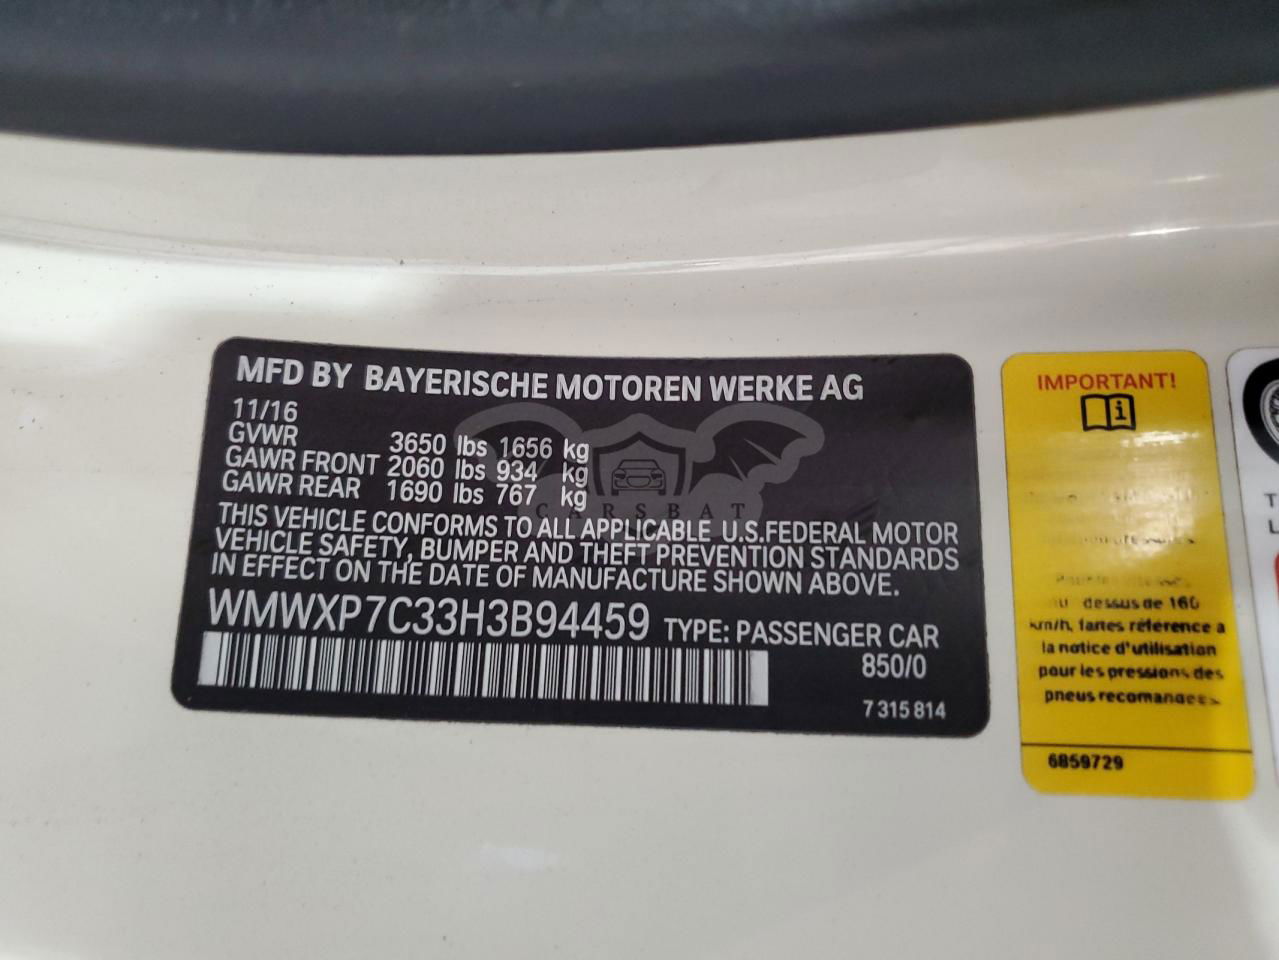 MFD BY BAYERISCHE MOTOREN WERKE AG
11/16
GVWR 3650 lbs 1656 kg
GAWR FRONT 2060 lbs 934 kg
GAWR REAR 1690 lbs 767 kg
CARSBAT
THIS VEHICLE CONFORMS TO ALL APPLICABLE U.S.FEDERAL MOTOR
VEHICLE SAFETY, BUMPER AND THEFT PREVENTION STANDARDS
IN EFFECT ON THE DATE OF MANUFACTURE SHOWN ABOVE.
WMWXP7C33H3B94459 TYPE: PASSENGER CAR
850/0
7 315 814
IMPORTANT!
dessus de 160
km/h, faites référence a
la notice d'utilisation
pour les pressions des
pneus recomandees
6859729
T
L